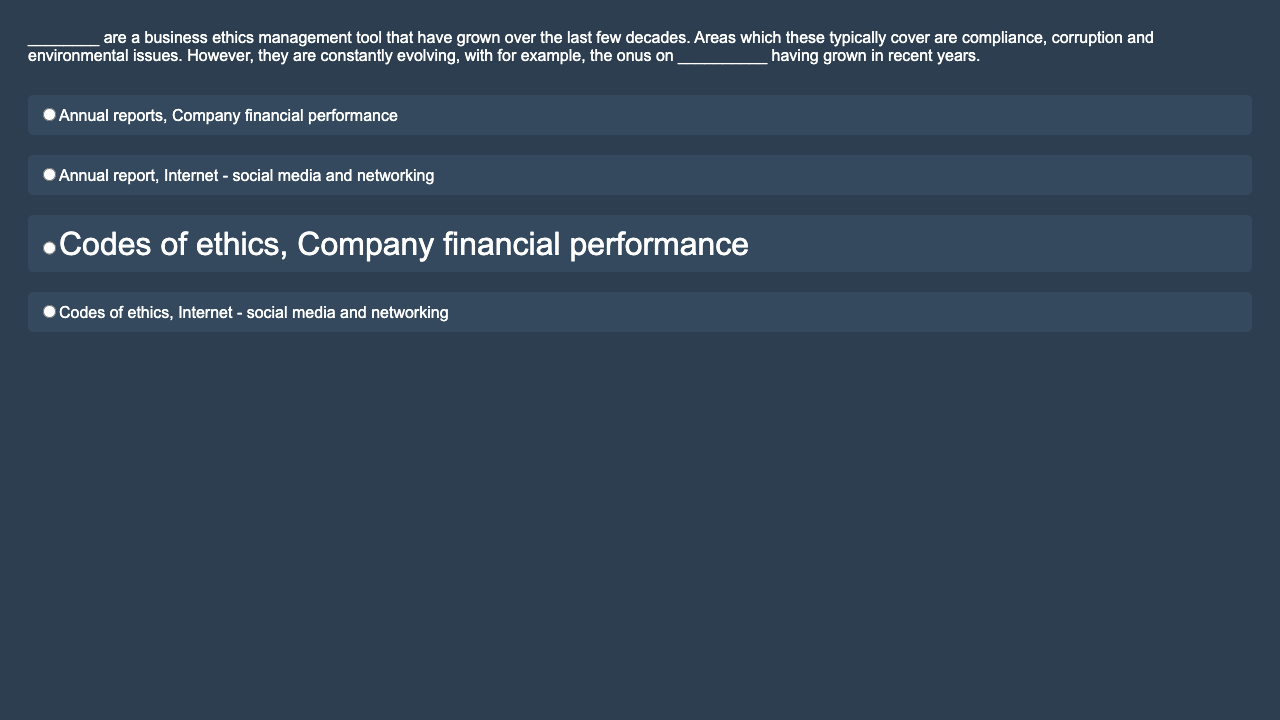 ________ are a business ethics management tool that have grown over the last few decades. Areas which these typically cover are compliance, corruption and
environmental issues. However, they are constantly evolving, with for example, the onus on __________ having grown in recent years.
Annual reports, Company financial performance
Annual report, Internet - social media and networking
Codes of ethics, Company financial performance
Codes of ethics, Internet - social media and networking